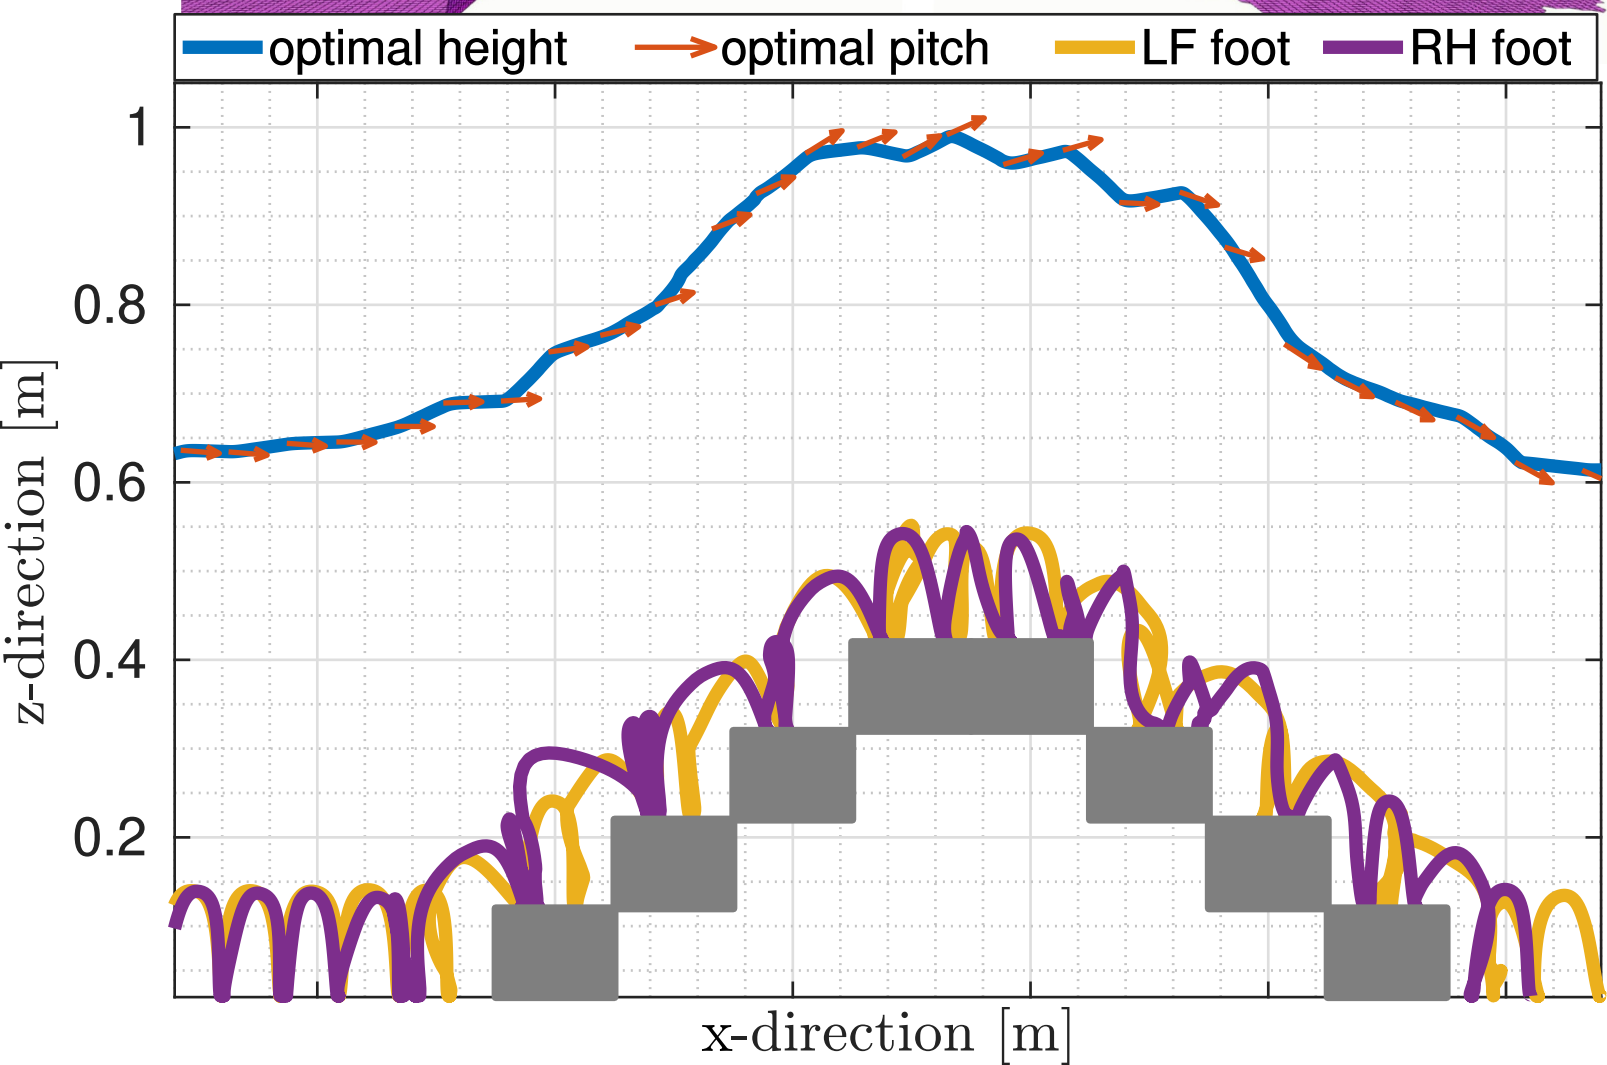 optimal height optimal pitch LF foot RH foot
1
0.8
0.6
0.4
0.2
z-direction [m]
x-direction [m]